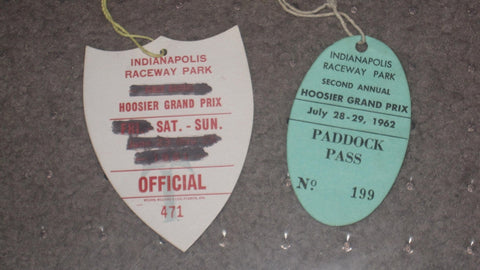 INDIANAPOLIS
RACEWAY PARK
HOOSIER GRAND PRIX
SAT. - SUN.
OFFICIAL
471
INDIANAPOLIS
RACEWAY PARK
SECOND ANNUAL
HOOSIER GRAND PRIX
July 28-29, 1962
PADDOCK
PASS
Nº 199